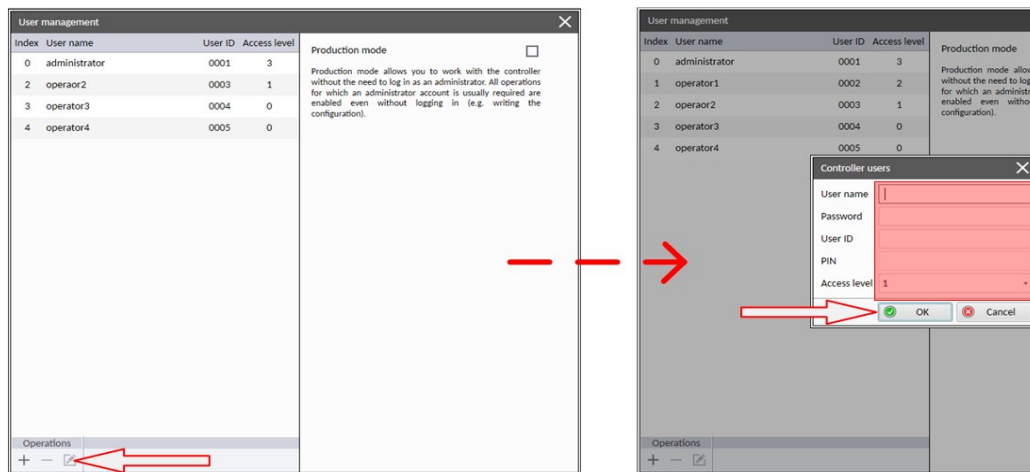 User management
Index User name User ID Access level
0 administrator 0001 3
2 operaor2 0003 1
3 operator3 0004 0
4 operator4 0005 0
Production mode
Production mode allows you to work with the controller
without the need to log in as an administrator. All operations
for which an administrator account is usually required are
enabled even without logging in (e.g. writing the
configuration).
Operations
User management
Index User name User ID Access level
0 administrator 0001 3
1 operator1 0002 2
2 operaor2 0003 1
3 operator3 0004 0
4 operator4 0005 0
Production mode
Production mode allow
without the need to log
for which an administr
enabled even witho
configuration).
Controller users
User name
Password
User ID
PIN
Access level 1
OK Cancel
Operations